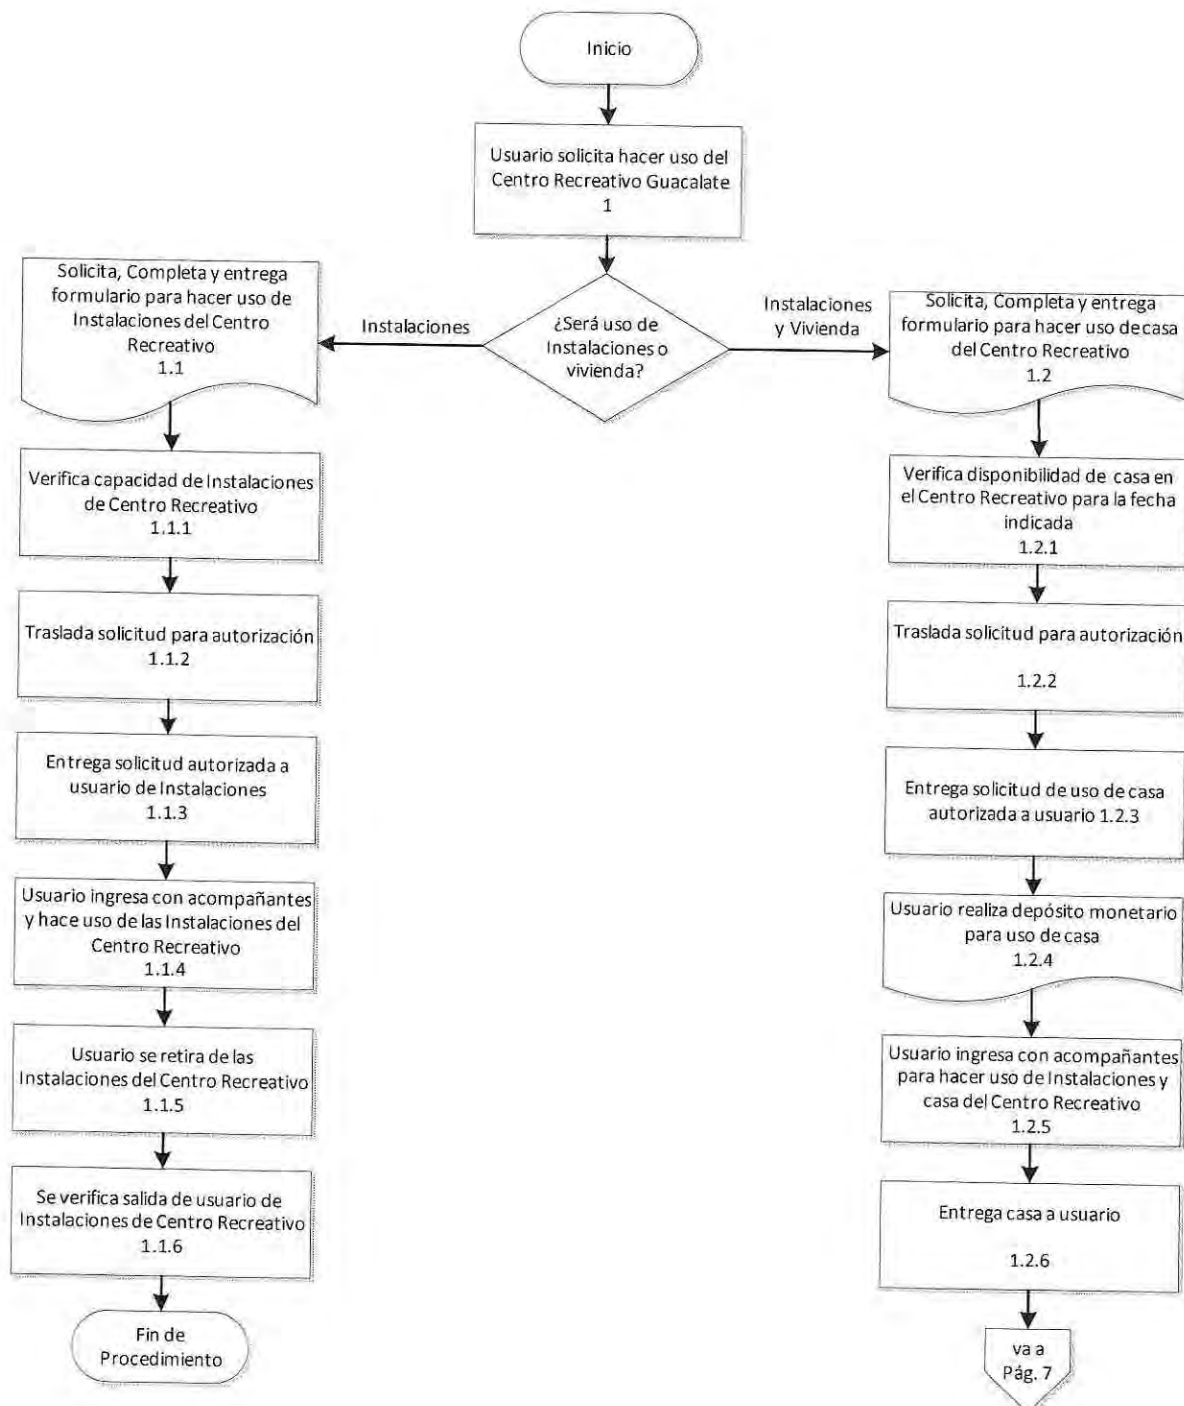 Inicio
Usuario solicita hacer uso del
Centro Recreativo Guacalate
1
¿Será uso de
Instalaciones o
vivienda?
Instalaciones
Instalaciones
y Vivienda
Solicita, Completa y entrega
formulario para hacer uso de
Instalaciones del Centro
Recreativo
1.1
Verifica capacidad de Instalaciones
de Centro Recreativo
1.1.1
Traslada solicitud para autorización
1.1.2
Entrega solicitud autorizada a
usuario de Instalaciones
1.1.3
Usuario ingresa con acompañantes
y hace uso de las Instalaciones del
Centro Recreativo
1.1.4
Usuario se retira de las
Instalaciones del Centro Recreativo
1.1.5
Se verifica salida de usuario de
Instalaciones de Centro Recreativo
1.1.6
Fin de
Procedimiento
Solicita, Completa y entrega
formulario para hacer uso de casa
del Centro Recreativo
1.2
Verifica disponibilidad de casa en
el Centro Recreativo para la fecha
indicada
1.2.1
Traslada solicitud para autorización
1.2.2
Entrega solicitud de uso de casa
autorizada a usuario 1.2.3
Usuario realiza depósito monetario
para uso de casa
1.2.4
Usuario ingresa con acompañantes
para hacer uso de Instalaciones y
casa del Centro Recreativo
1.2.5
Entrega casa a usuario
1.2.6
va a
Pág. 7